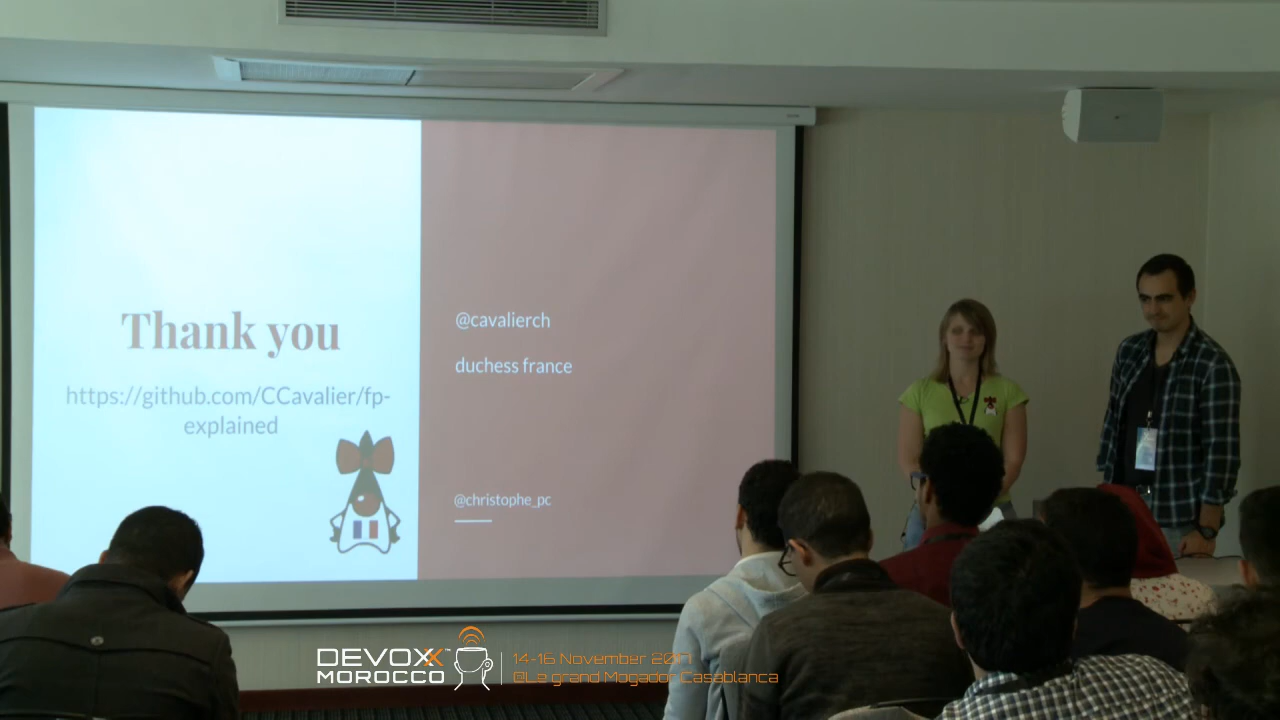 Thank you
https://github.com/CCavalier/fp-
explained
@cavalierch
duchess france
@christophe_pc
DEVOXX
MOROCCO
14-16 November 2017
@Le grand Mogador Casablanca